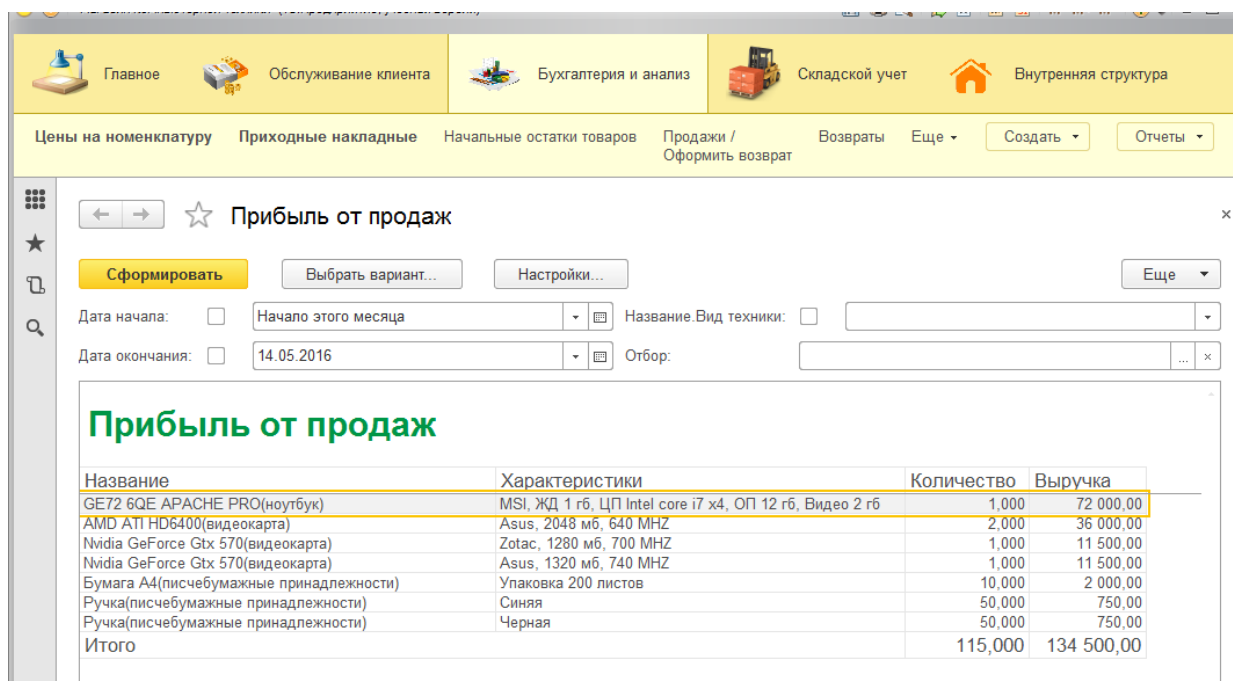 Главное
Обслуживание клиента
Бухгалтерия и анализ
Складской учет
Внутренняя структура
Цены на номенклатуру
Приходные накладные
Начальные остатки товаров
Продажи /
Оформить возврат
Возвраты
Еще
Создать
Отчеты
Прибыль от продаж
Сформировать
Выбрать вариант...
Настройки...
Еще
Дата начала: Начало этого месяца Название.Вид техники:
Дата окончания: 14.05.2016 Отбор:
Прибыль от продаж
Название Характеристики Количество Выручка
GE72 6QE APACHE PRO(ноутбук) MSI, ЖД 1 гб, ЦП Intel core i7 x4, ОП 12 гб, Видео 2 гб 1,000 72 000,00
AMD ATI HD6400(видеокарта) Asus, 2048 мб, 640 MHZ 2,000 36 000,00
Nvidia GeForce Gtx 570(видеокарта) Zotac, 1280 мб, 700 MHZ 1,000 11 500,00
Nvidia GeForce Gtx 570(видеокарта) Asus, 1320 мб, 740 MHZ 1,000 11 500,00
Бумага А4(писчебумажные принадлежности) Упаковка 200 листов 10,000 2 000,00
Ручка(писчебумажные принадлежности) Синяя 50,000 750,00
Ручка(писчебумажные принадлежности) Черная 50,000 750,00
Итого 115,000 134 500,00